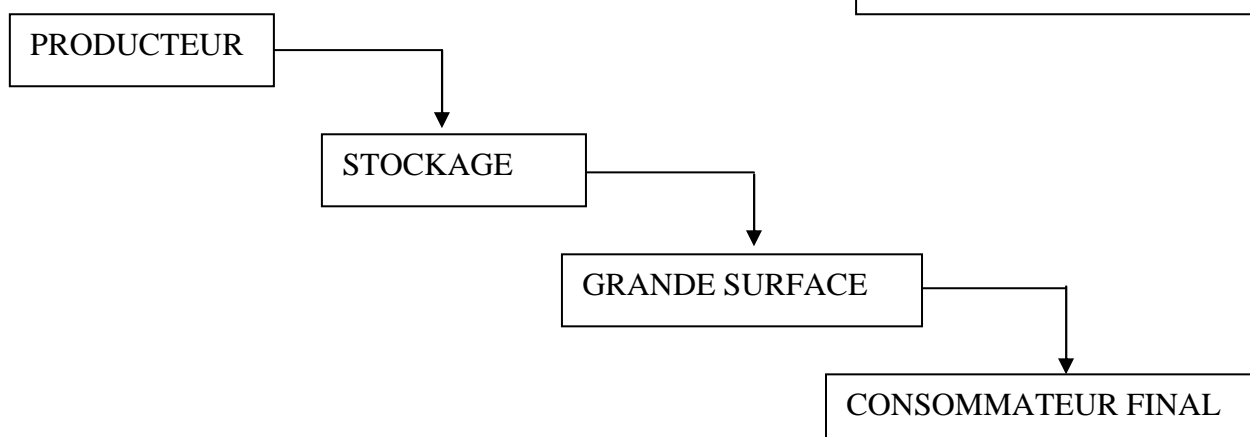 PRODUCTEUR
STOCKAGE
GRANDE SURFACE
CONSOMMATEUR FINAL